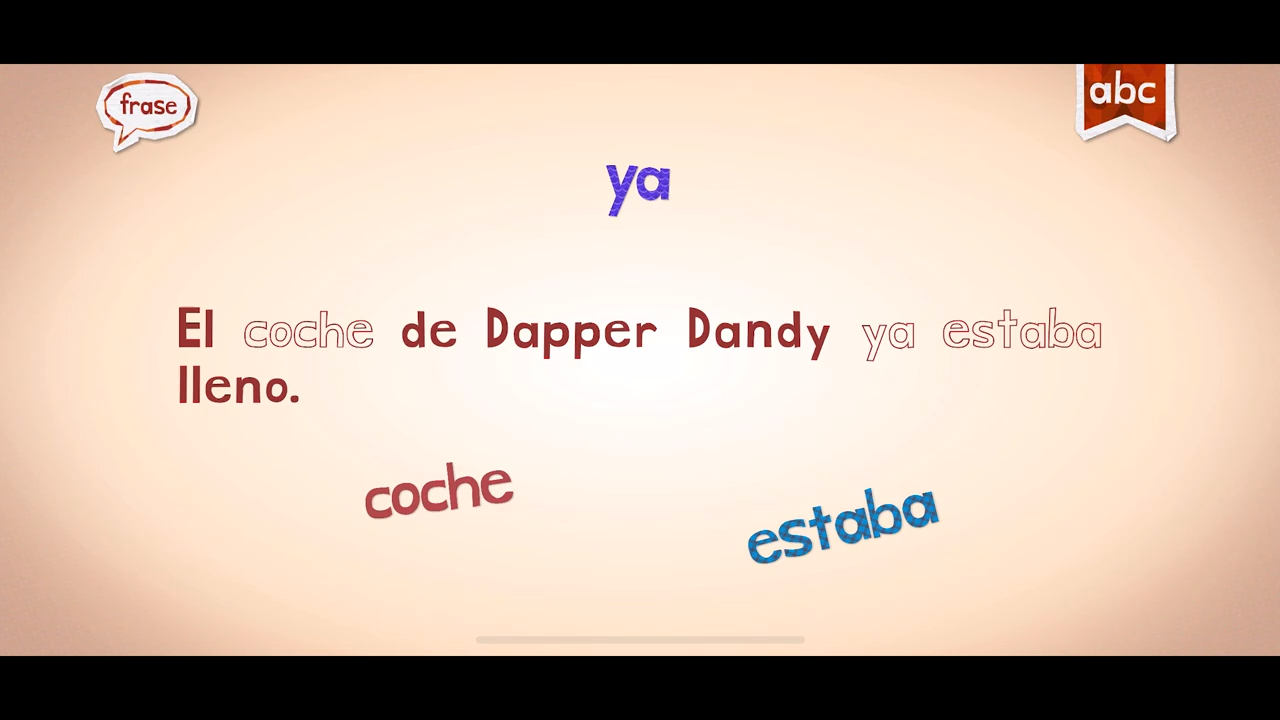 frase
abc
ya
El coche de Dapper Dandy ya estaba
lleno.
coche
estaba